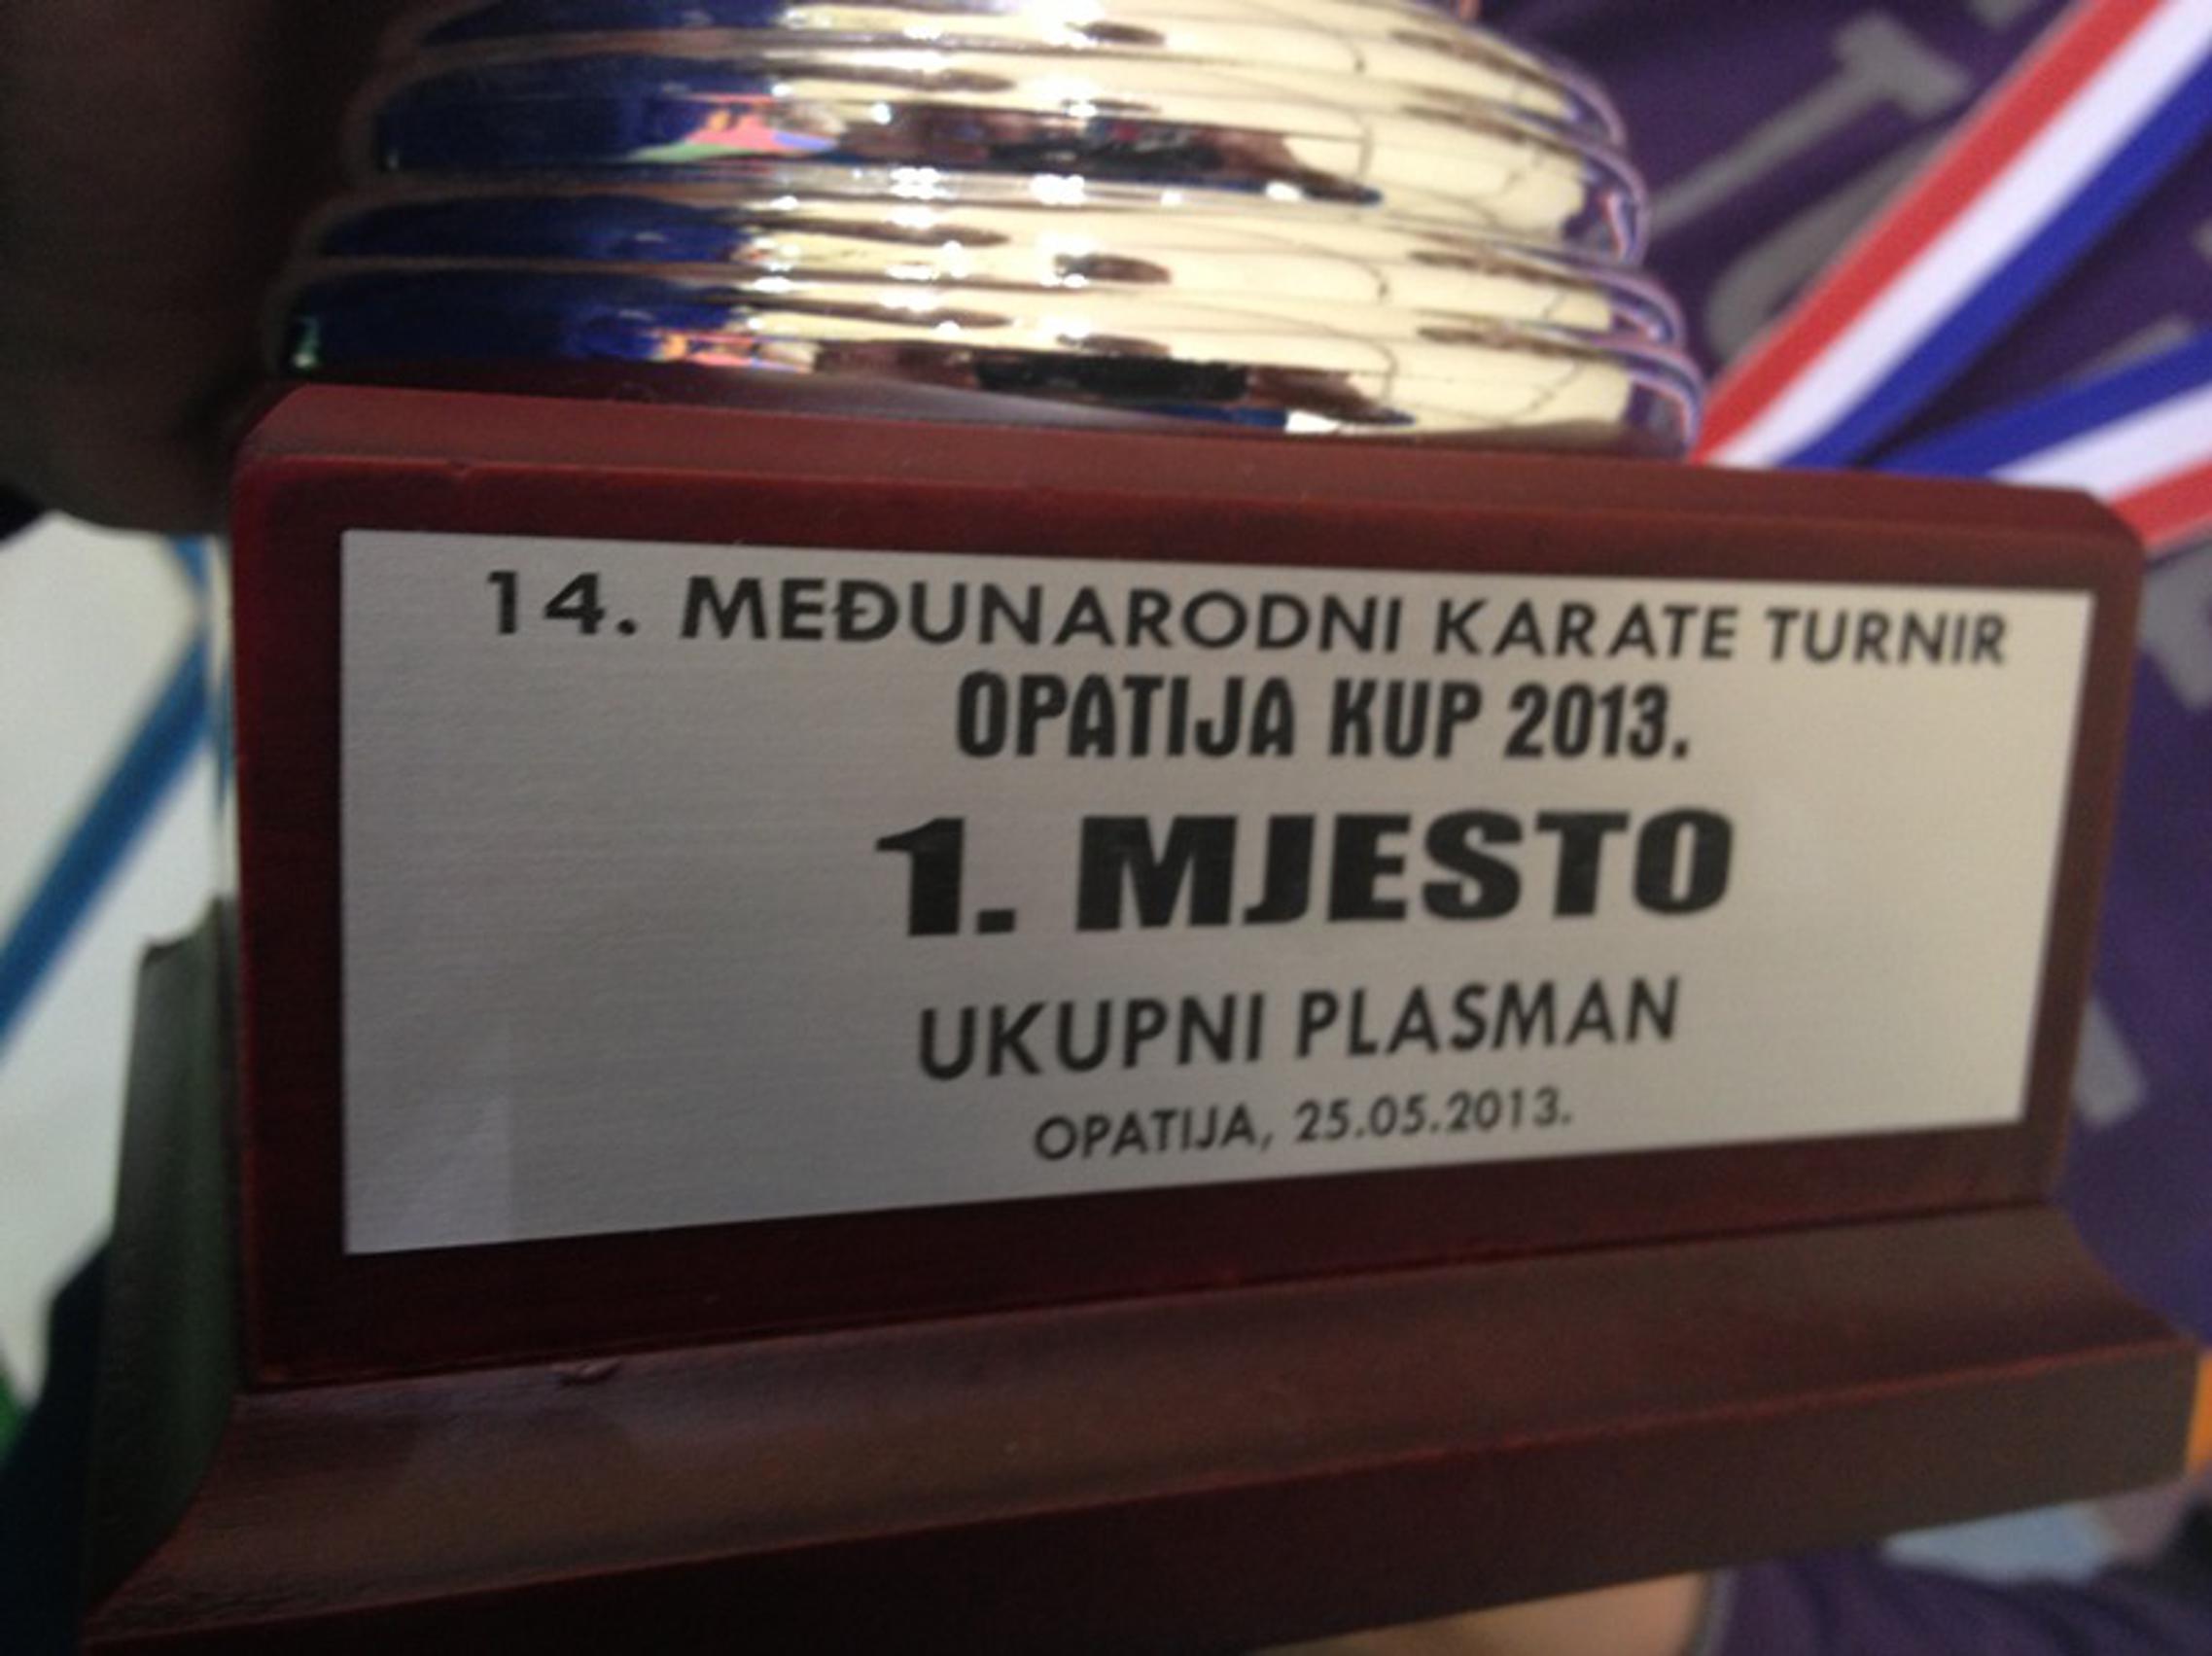 14. MEĐUNARODNI KARATE TURNIR
OPATIJA KUP 2013.
1. MJESTO
UKUPNI PLASMAN
OPATIJA, 25.05.2013.